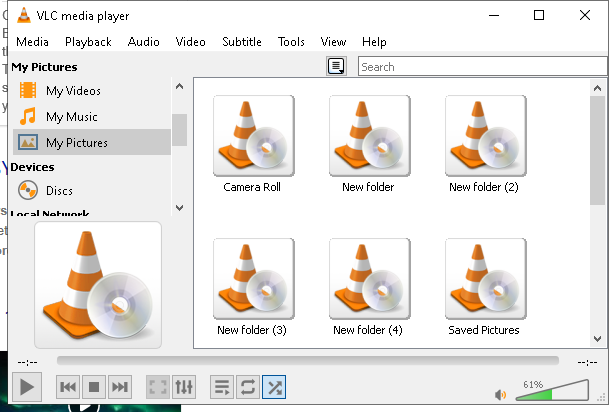 VLC media player
Media Playback Audio Video Subtitle Tools View Help
My Pictures
Search
My Videos
My Music
My Pictures
Devices
Discs
Local Network
Camera Roll
New folder
New folder (2)
New folder (3)
New folder (4)
Saved Pictures
--:--
--:--
61%